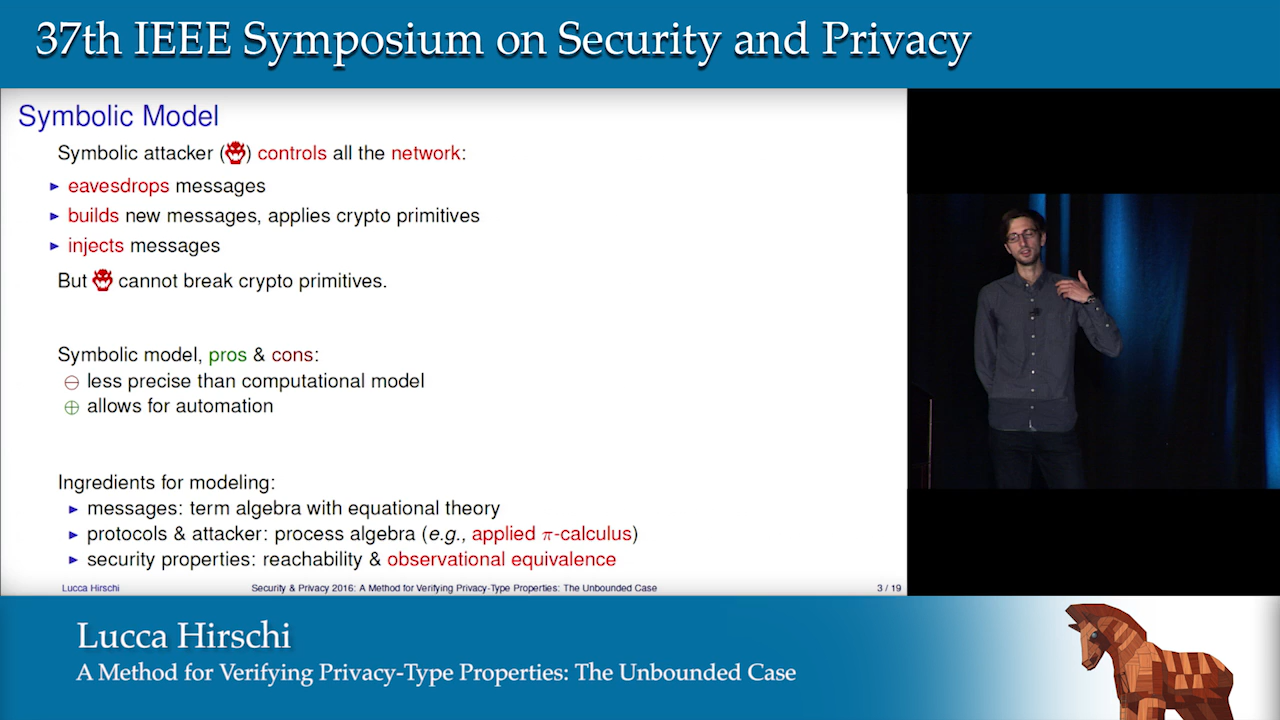 37th IEEE Symposium on Security and Privacy
Symbolic Model
Symbolic attacker ( ) controls all the network:
► eavesdrops messages
► builds new messages, applies crypto primitives
► injects messages
But cannot break crypto primitives.
Symbolic model, pros & cons:
⊖ less precise than computational model
⊕ allows for automation
Ingredients for modeling:
► messages: term algebra with equational theory
► protocols & attacker: process algebra (e.g., applied π-calculus)
► security properties: reachability & observational equivalence
Lucca Hirschi Security & Privacy 2016: A Method for Verifying Privacy-Type Properties: The Unbounded Case 3 / 19
Lucca Hirschi
A Method for Verifying Privacy-Type Properties: The Unbounded Case